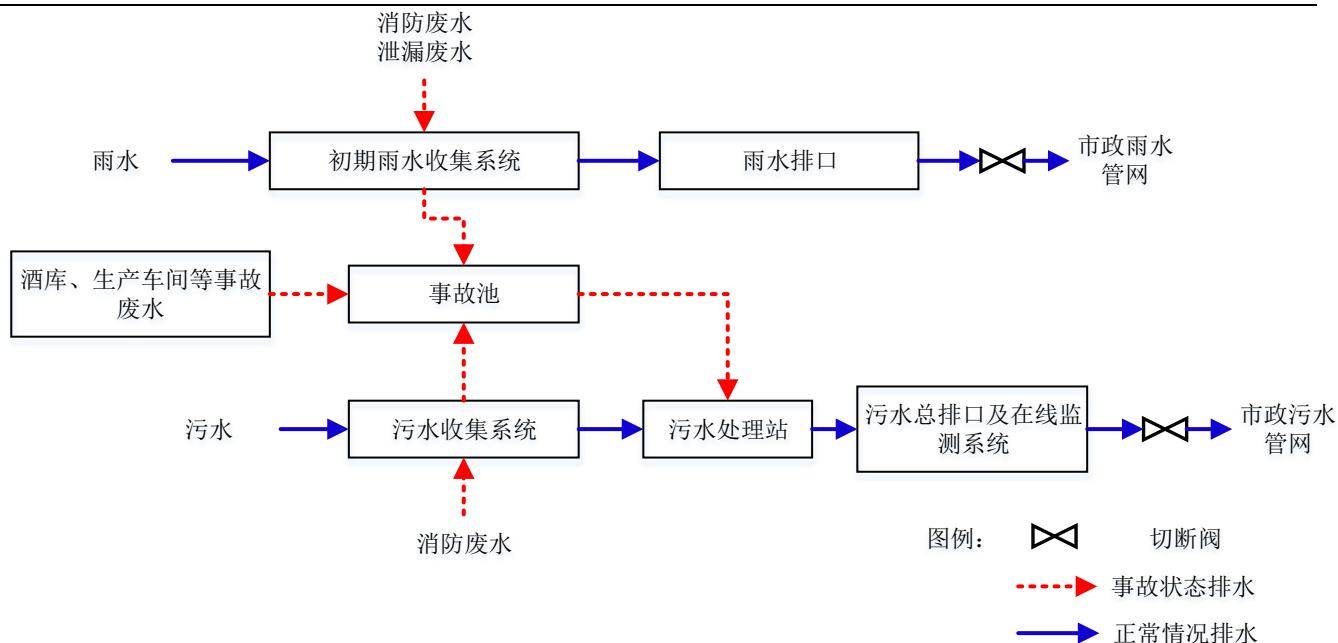 消防废水
泄漏废水
雨水
初期雨水收集系统
雨水排口
市政雨水
管网
酒库、生产车间等事故
废水
事故池
污水
污水收集系统
污水处理站
污水总排口及在线监
测系统
市政污水
管网
消防废水
图例：
切断阀
事故状态排水
正常情况排水